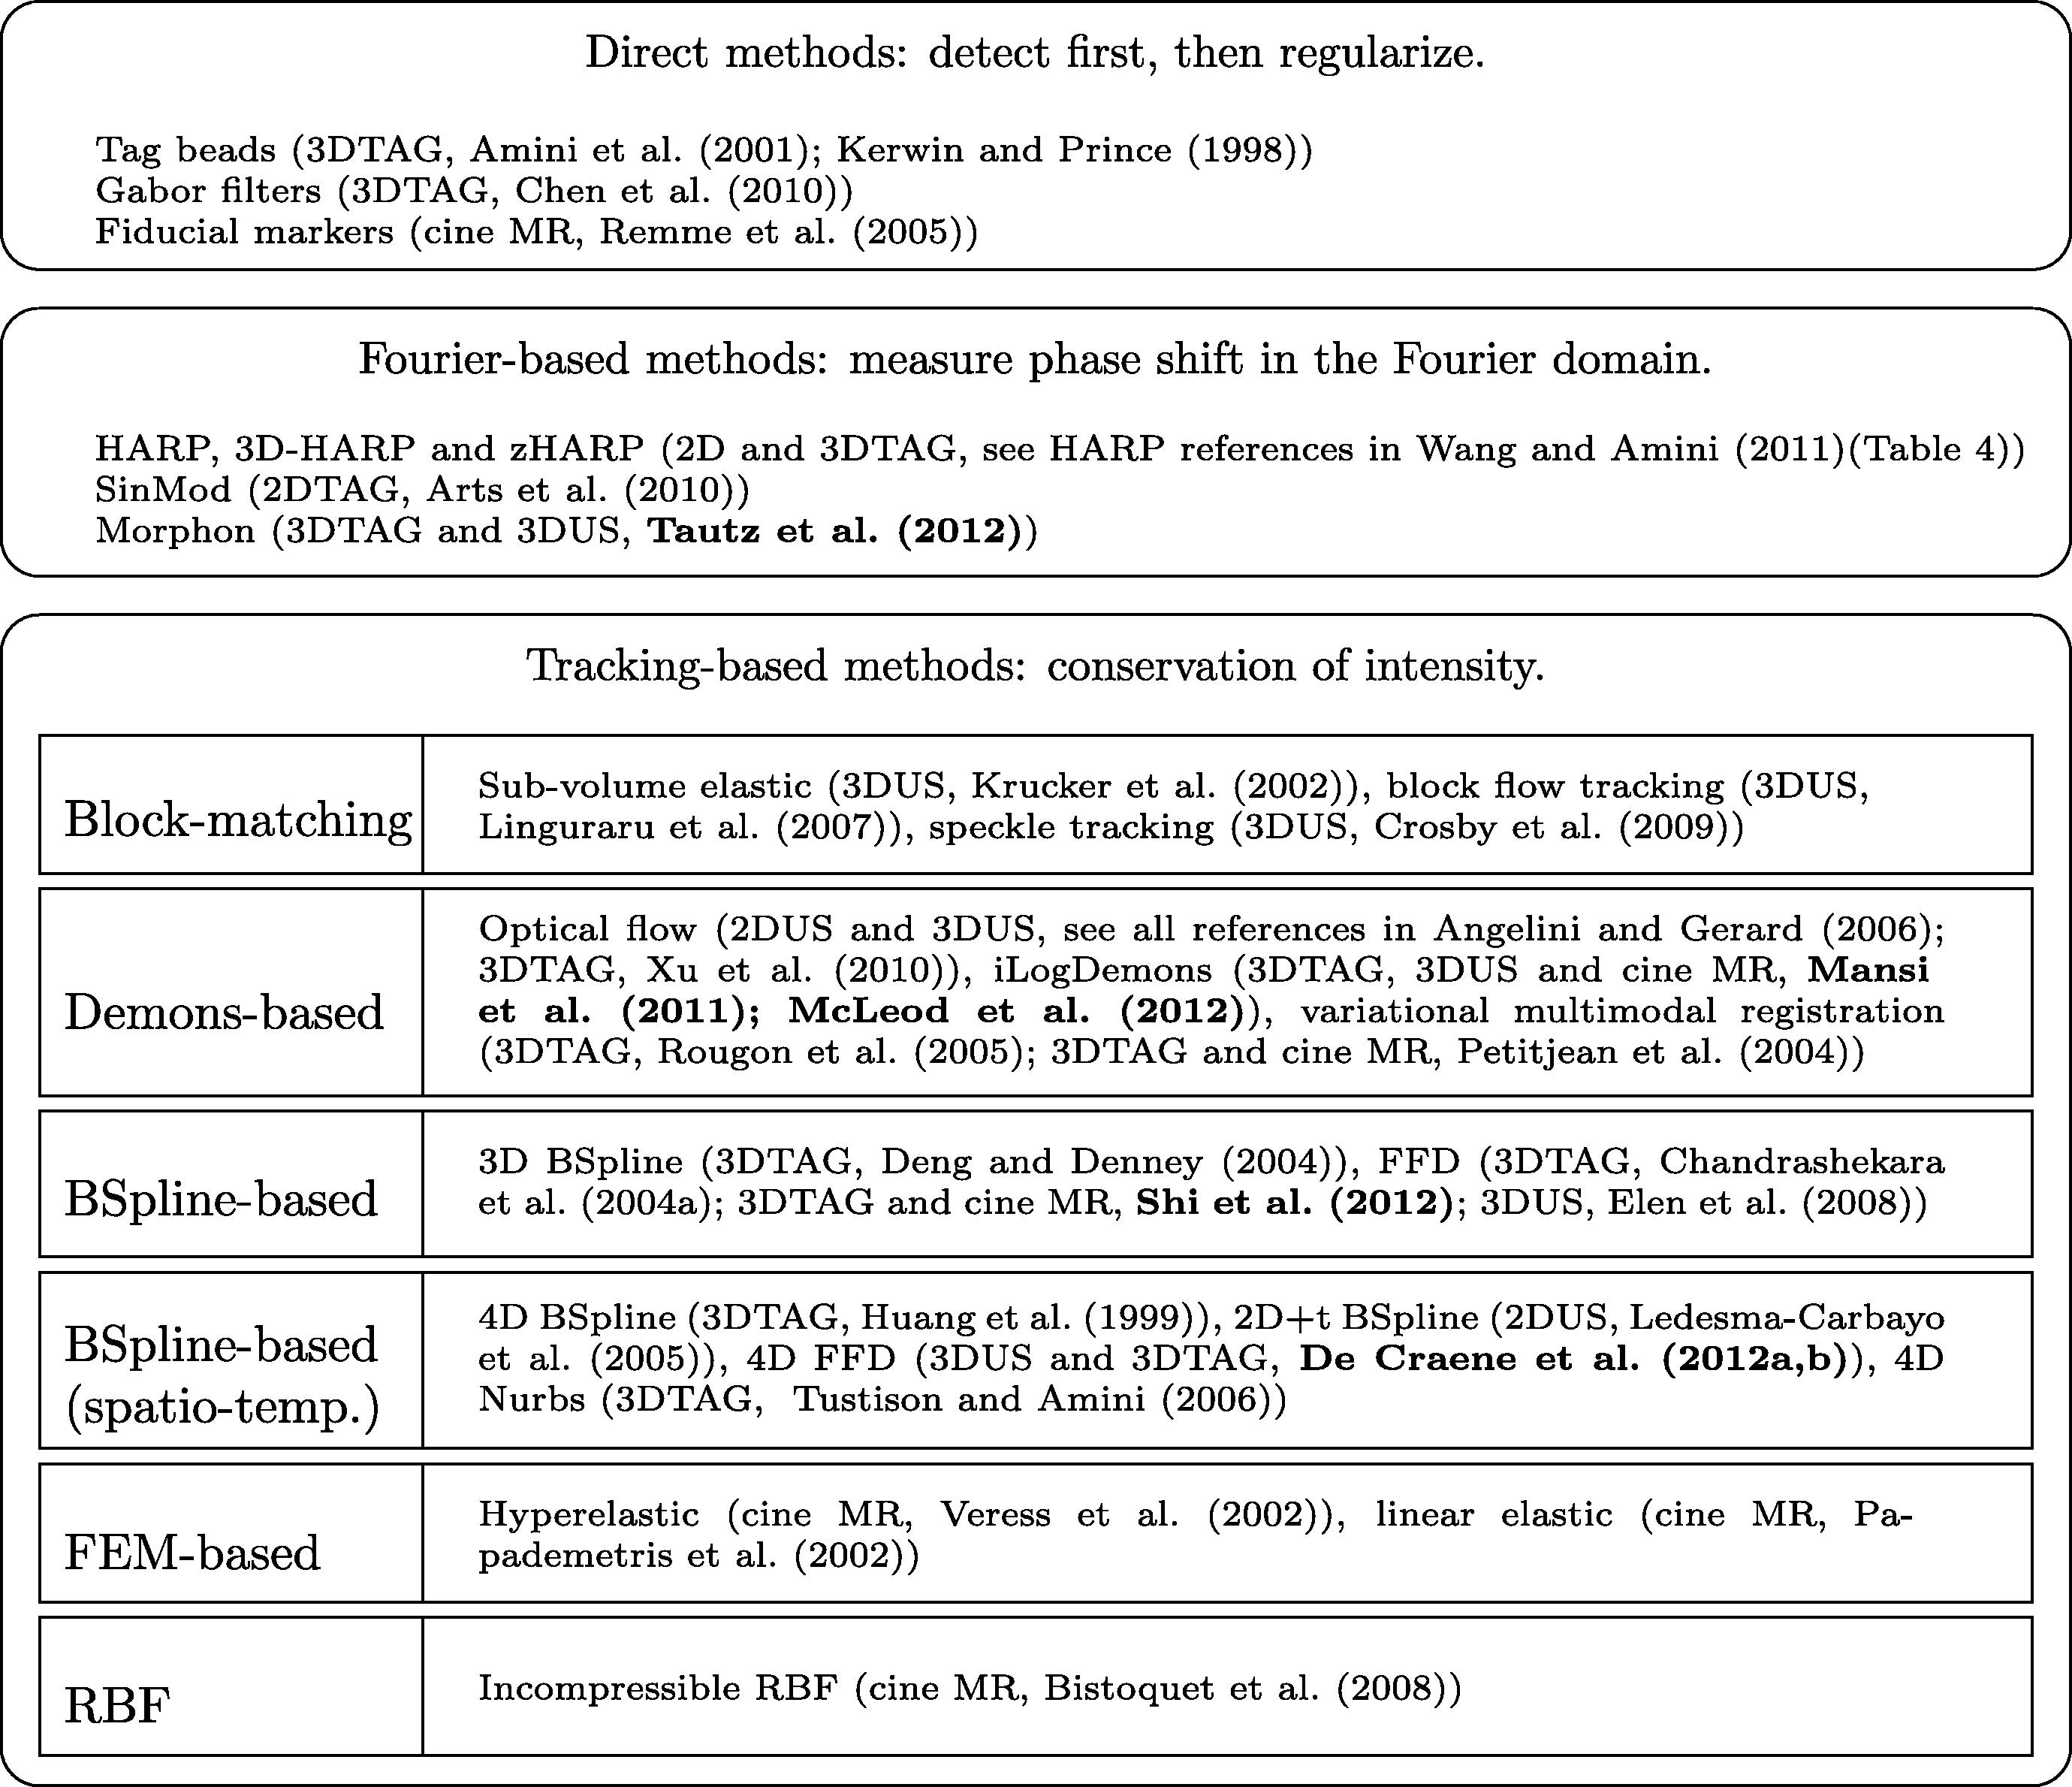 Direct methods: detect first, then regularize.
Tag beads (3DTAG, Amini et al. (2001); Kerwin and Prince (1998))
Gabor filters (3DTAG, Chen et al. (2010))
Fiducial markers (cine MR, Remme et al. (2005))
Fourier-based methods: measure phase shift in the Fourier domain.
HARP, 3D-HARP and zHARP (2D and 3DTAG, see HARP references in Wang and Amini (2011)(Table 4))
SinMod (2DTAG, Arts et al. (2010))
Morphon (3DTAG and 3DUS, Tautz et al. (2012))
Tracking-based methods: conservation of intensity.
Block-matching
Sub-volume elastic (3DUS, Krucker et al. (2002)), block flow tracking (3DUS,
Linguraru et al. (2007)), speckle tracking (3DUS, Crosby et al. (2009))
Demons-based
Optical flow (2DUS and 3DUS, see all references in Angelini and Gerard (2006);
3DTAG, Xu et al. (2010)), iLogDemons (3DTAG, 3DUS and cine MR, Mansi
et al. (2011); McLeod et al. (2012)), variational multimodal registration
(3DTAG, Rougon et al. (2005); 3DTAG and cine MR, Petitjean et al. (2004))
BSpline-based
3D BSpline (3DTAG, Deng and Denney (2004)), FFD (3DTAG, Chandrashekara
et al. (2004a); 3DTAG and cine MR, Shi et al. (2012); 3DUS, Elen et al. (2008))
BSpline-based
(spatio-temp.)
4D BSpline (3DTAG, Huang et al. (1999)), 2D+t BSpline (2DUS, Ledesma-Carbayo
et al. (2005)), 4D FFD (3DUS and 3DTAG, De Craene et al. (2012a,b)), 4D
Nurbs (3DTAG, Tustison and Amini (2006))
FEM-based
Hyperelastic (cine MR, Veress et al. (2002)), linear elastic (cine MR, Pa-
pademetris et al. (2002))
RBF
Incompressible RBF (cine MR, Bistoquet et al. (2008))